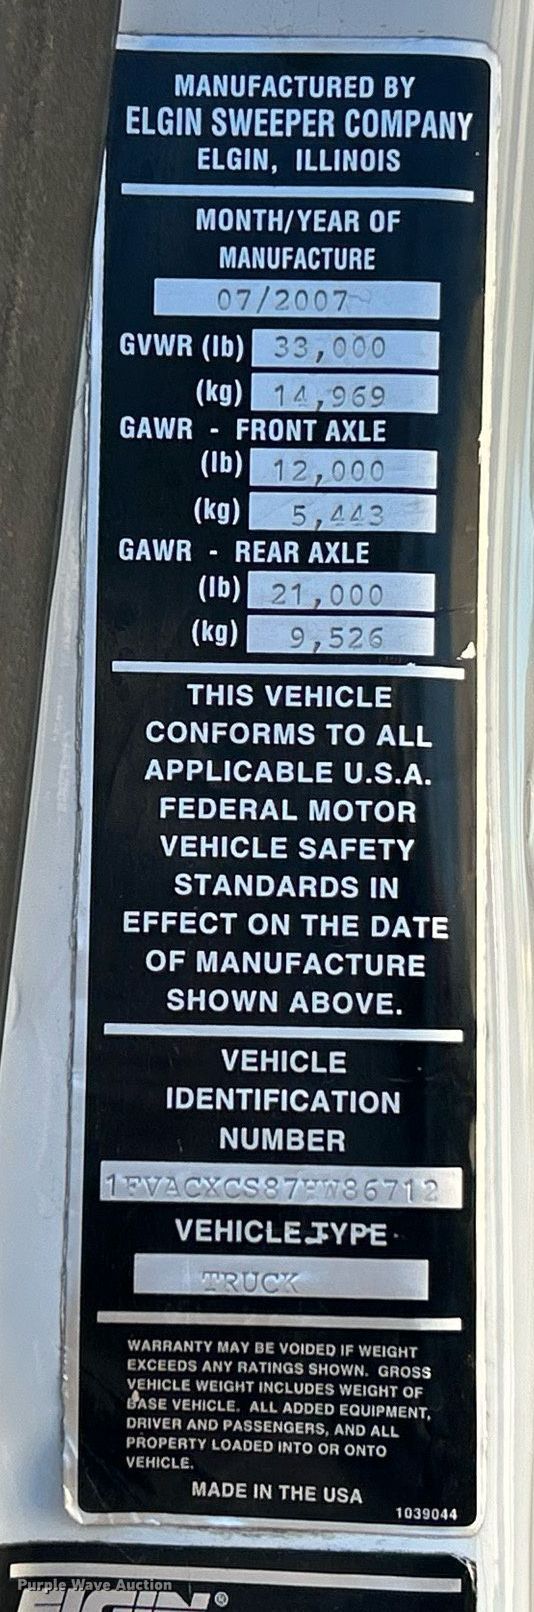 MANUFACTURED BY
ELGIN SWEEPER COMPANY
ELGIN, ILLINOIS
MONTH/YEAR OF
MANUFACTURE
07/2007
GVWR (lb) 33,000
(kg) 14,969
GAWR - FRONT AXLE
(lb) 12,000
(kg) 5,443
GAWR - REAR AXLE
(lb) 21,000
(kg) 9,526
THIS VEHICLE
CONFORMS TO ALL
APPLICABLE U.S.A.
FEDERAL MOTOR
VEHICLE SAFETY
STANDARDS IN
EFFECT ON THE DATE
OF MANUFACTURE
SHOWN ABOVE.
VEHICLE
IDENTIFICATION
NUMBER
VEHICLE TYPE
TRUCK
WARRANTY MAY BE VOIDED IF WEIGHT
EXCEEDS ANY RATINGS SHOWN. GROSS
VEHICLE WEIGHT INCLUDES WEIGHT OF
BASE VEHICLE. ALL ADDED EQUIPMENT,
DRIVER AND PASSENGERS, AND ALL
PROPERTY LOADED INTO OR ONTO
VEHICLE.
MADE IN THE USA
1039044
Purple Wave Auction
ELGIN®